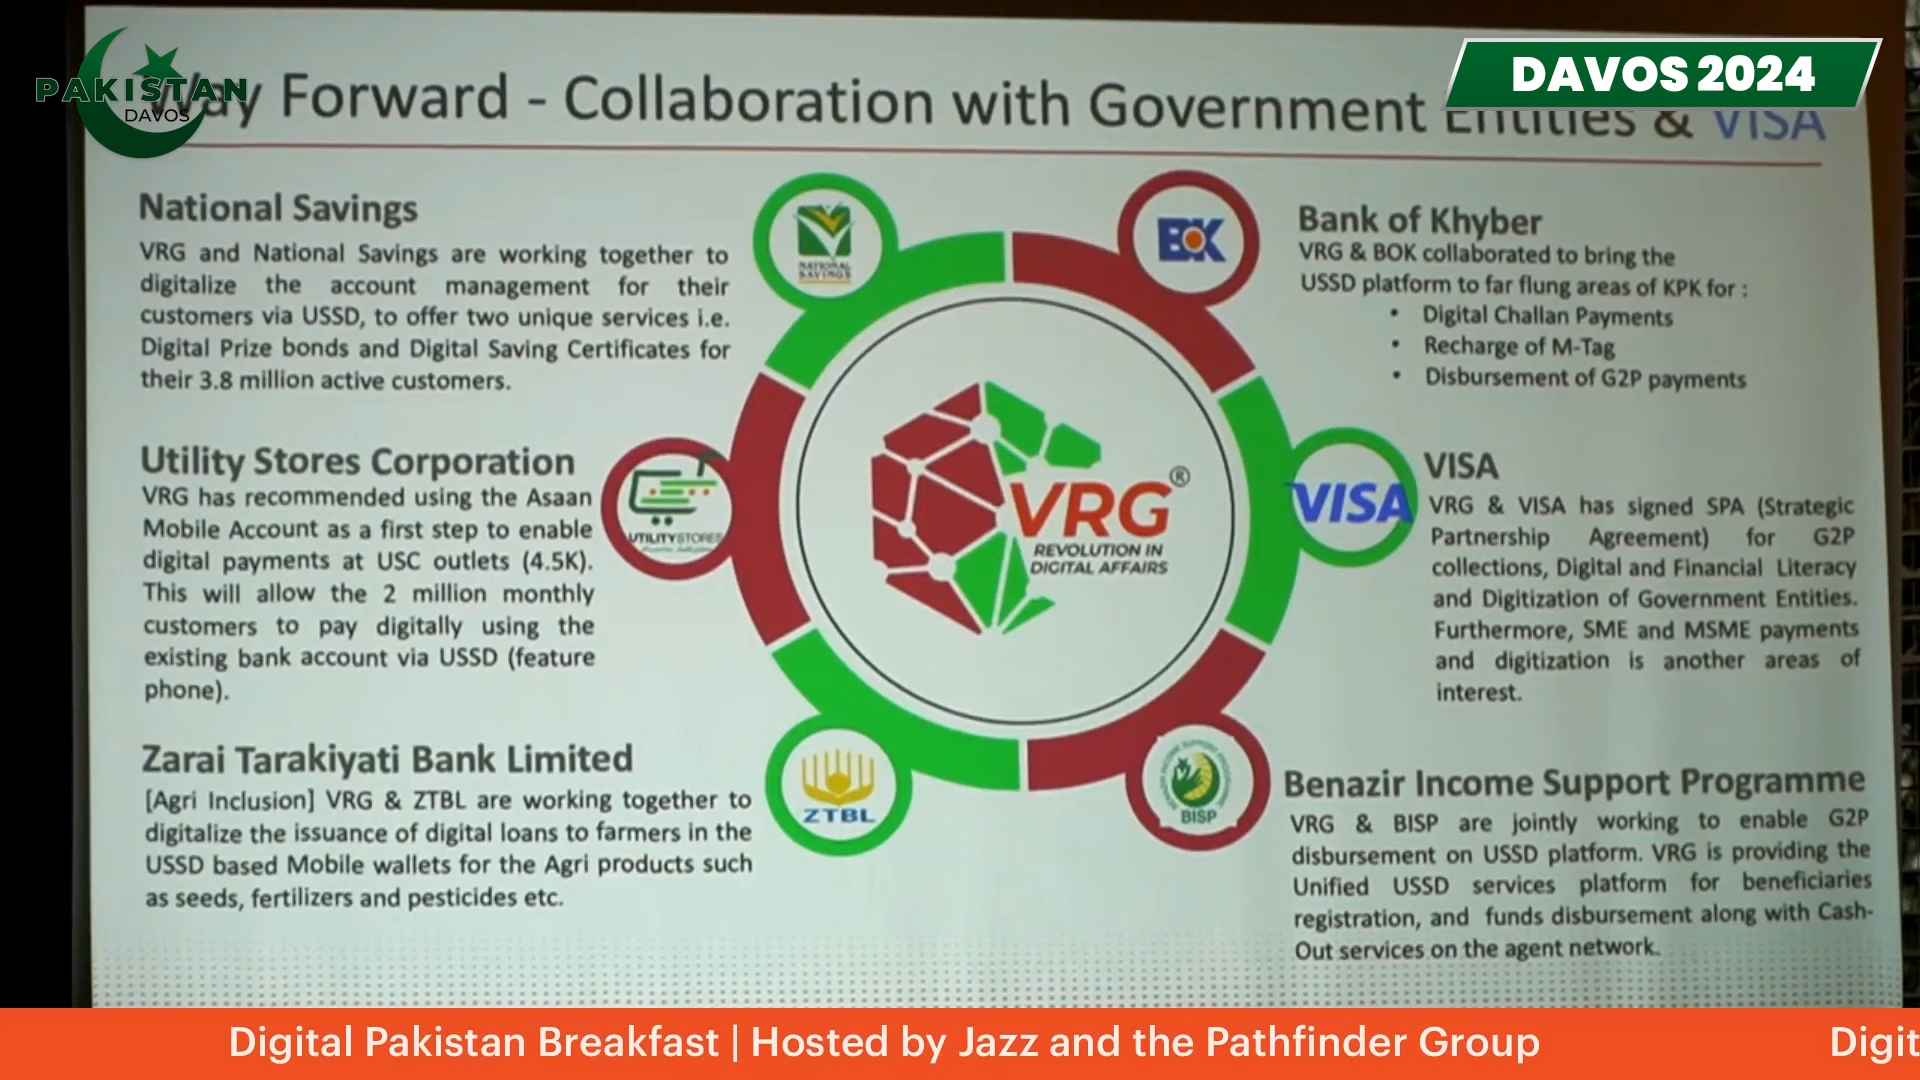 PAKISTAN
DAVOS
DAVOS 2024
Way Forward - Collaboration with Government Entities & VISA
National Savings
VRG and National Savings are working together to
digitalize the account management for their
customers via USSD, to offer two unique services i.e.
Digital Prize bonds and Digital Saving Certificates for
their 3.8 million active customers.
Utility Stores Corporation
VRG has recommended using the Asaan
Mobile Account as a first step to enable
digital payments at USC outlets (4.5K).
This will allow the 2 million monthly
customers to pay digitally using the
existing bank account via USSD (feature
phone).
Zarai Tarakiyati Bank Limited
[Agri Inclusion] VRG & ZTBL are working together to
digitalize the issuance of digital loans to farmers in the
USSD based Mobile wallets for the Agri products such
as seeds, fertilizers and pesticides etc.
NATIONAL
SAVINGS
BOK
UTILITY STORES
VRG®
REVOLUTION IN
DIGITAL AFFAIRS
VISA
ZTBL
BISP
Bank of Khyber
VRG & BOK collaborated to bring the
USSD platform to far flung areas of KPK for :
• Digital Challan Payments
• Recharge of M-Tag
• Disbursement of G2P payments
VISA
VRG & VISA has signed SPA (Strategic
Partnership Agreement) for G2P
collections, Digital and Financial Literacy
and Digitization of Government Entities.
Furthermore, SME and MSME payments
and digitization is another areas of
interest.
Benazir Income Support Programme
VRG & BISP are jointly working to enable G2P
disbursement on USSD platform. VRG is providing the
Unified USSD services platform for beneficiaries
registration, and funds disbursement along with Cash-
Out services on the agent network.
Digital Pakistan Breakfast | Hosted by Jazz and the Pathfinder Group
Digit